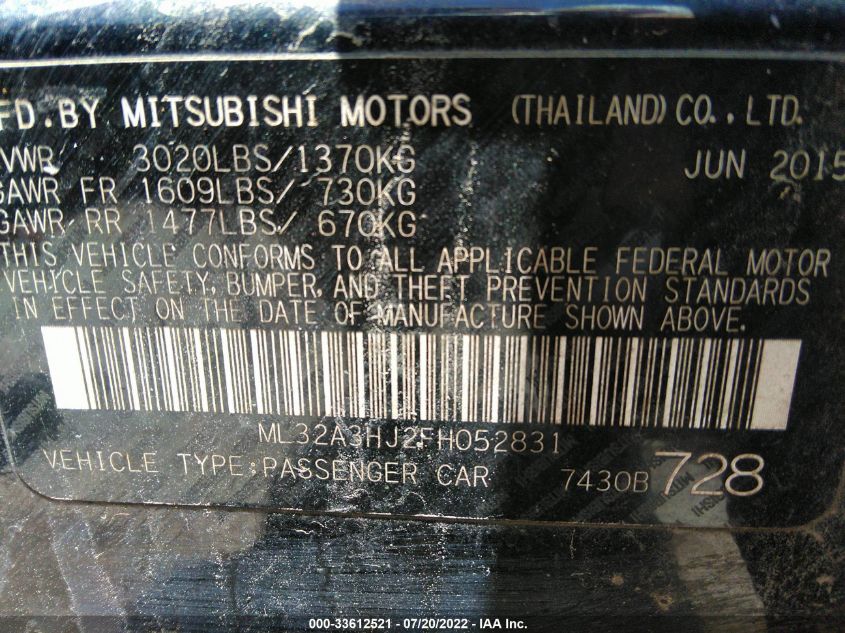 FD. BY MITSUBISHI MOTORS (THAILAND) CO., LTD.
VWR 3020LBS/1370KG JUN 2015
GAWR FR 1609LBS/ 730KG
GAWR RR 1477LBS/ 670KG
THIS VEHICLE CONFORMS TO ALL APPLICABLE FEDERAL MOTOR
VEHICLE SAFETY, BUMPER, AND THEFT PREVENTION STANDARDS
IN EFFECT ON THE DATE OF MANUFACTURE SHOWN ABOVE.
ML32A3HJ2FH052831
VEHICLE TYPE:PASSENGER CAR 7430B 728
000-33612521 - 07/20/2022 - IAA Inc.